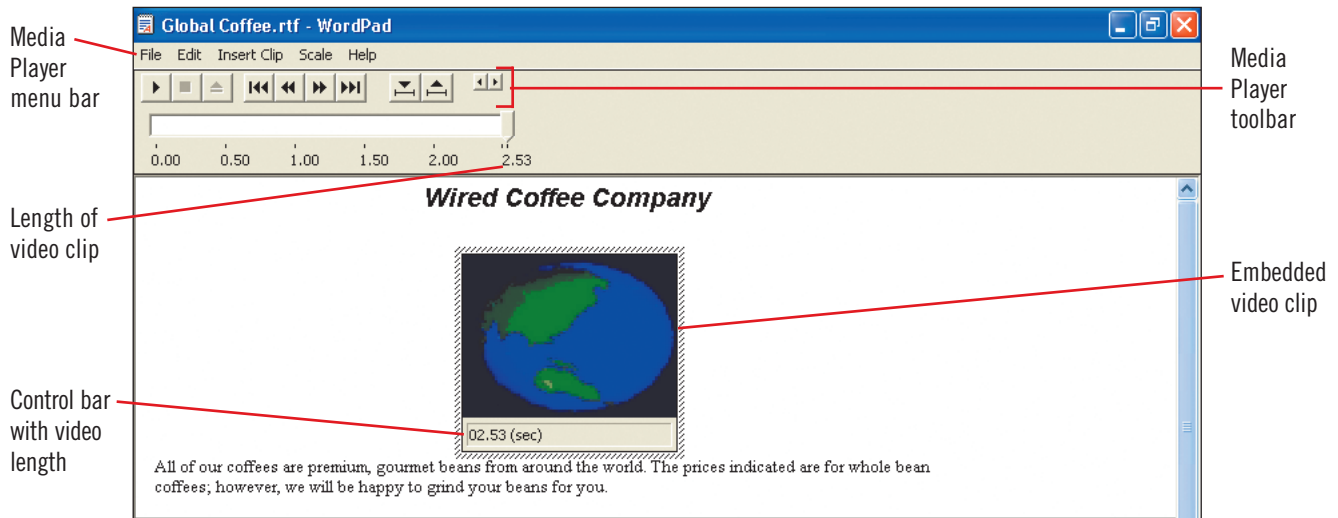 Global Coffee.rtf - WordPad
Media
Player
menu bar
File Edit Insert Clip Scale Help
Media
Player
toolbar
0.00 0.50 1.00 1.50 2.00 2.53
Wired Coffee Company
Length of
video clip
Embedded
video clip
Control bar
with video
length
02.53 (sec)
All of our coffees are premium, gourmet beans from around the world. The prices indicated are for whole bean
coffees; however, we will be happy to grind your beans for you.